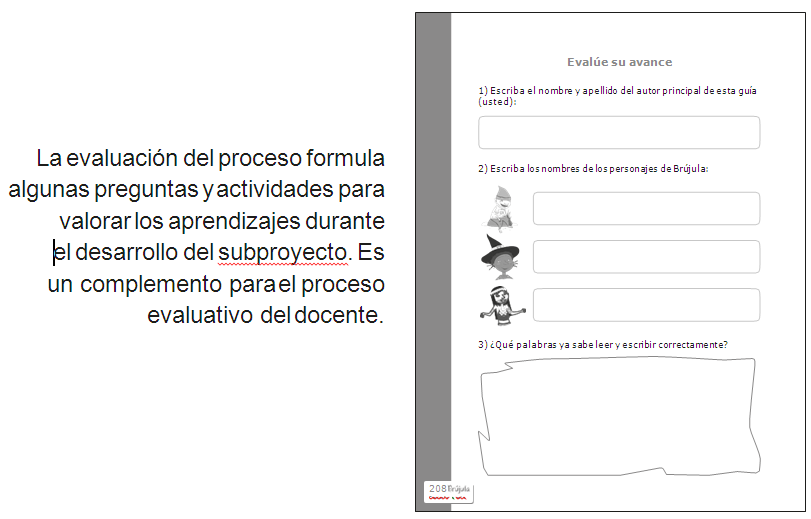 La evaluación del proceso formula
algunas preguntas y actividades para
valorar los aprendizajes durante
el desarrollo del subproyecto. Es
un complemento para el proceso
evaluativo del docente.
Evalúe su avance
1) Escriba el nombre y apellido del autor principal de esta guía
(usted):
2) Escriba los nombres de los personajes de Brújula:
3) ¿Qué palabras ya sabe leer y escribir correctamente?
208 Brújula